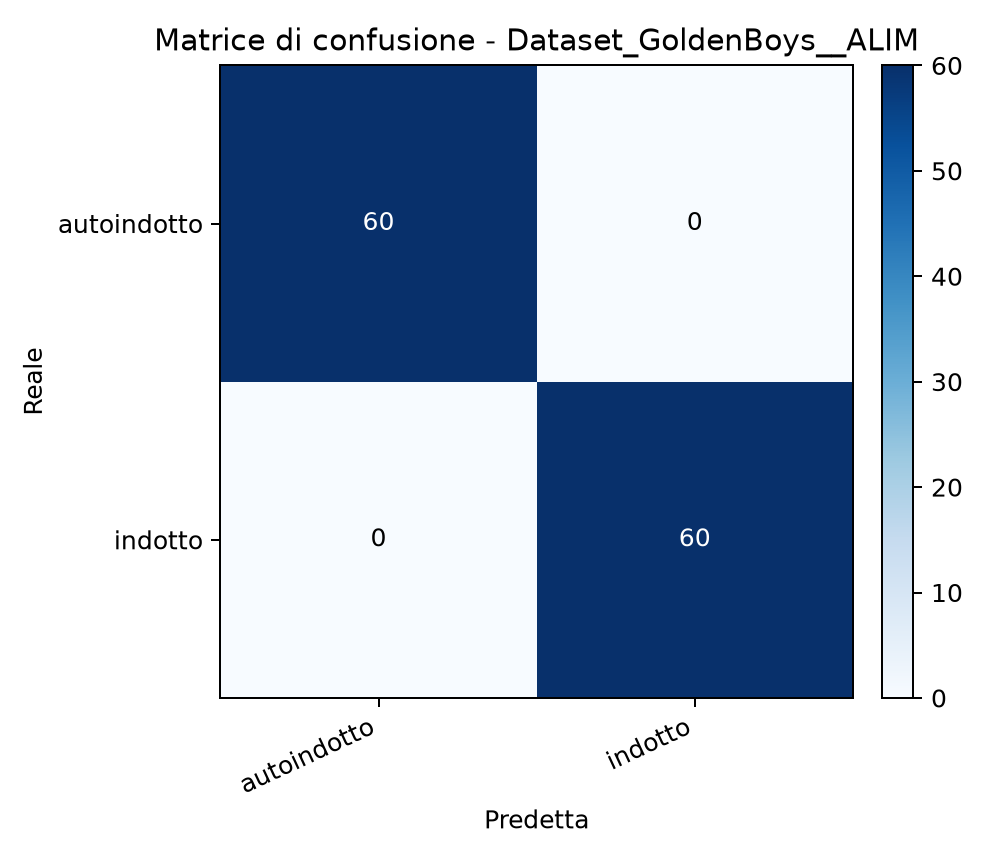 Matrice di confusione - Dataset_GoldenBoys__ALIM
60
50
40
30
20
10
0
autoindotto
60
0
Reale
indotto
0
60
autoindotto
indotto
Predetta